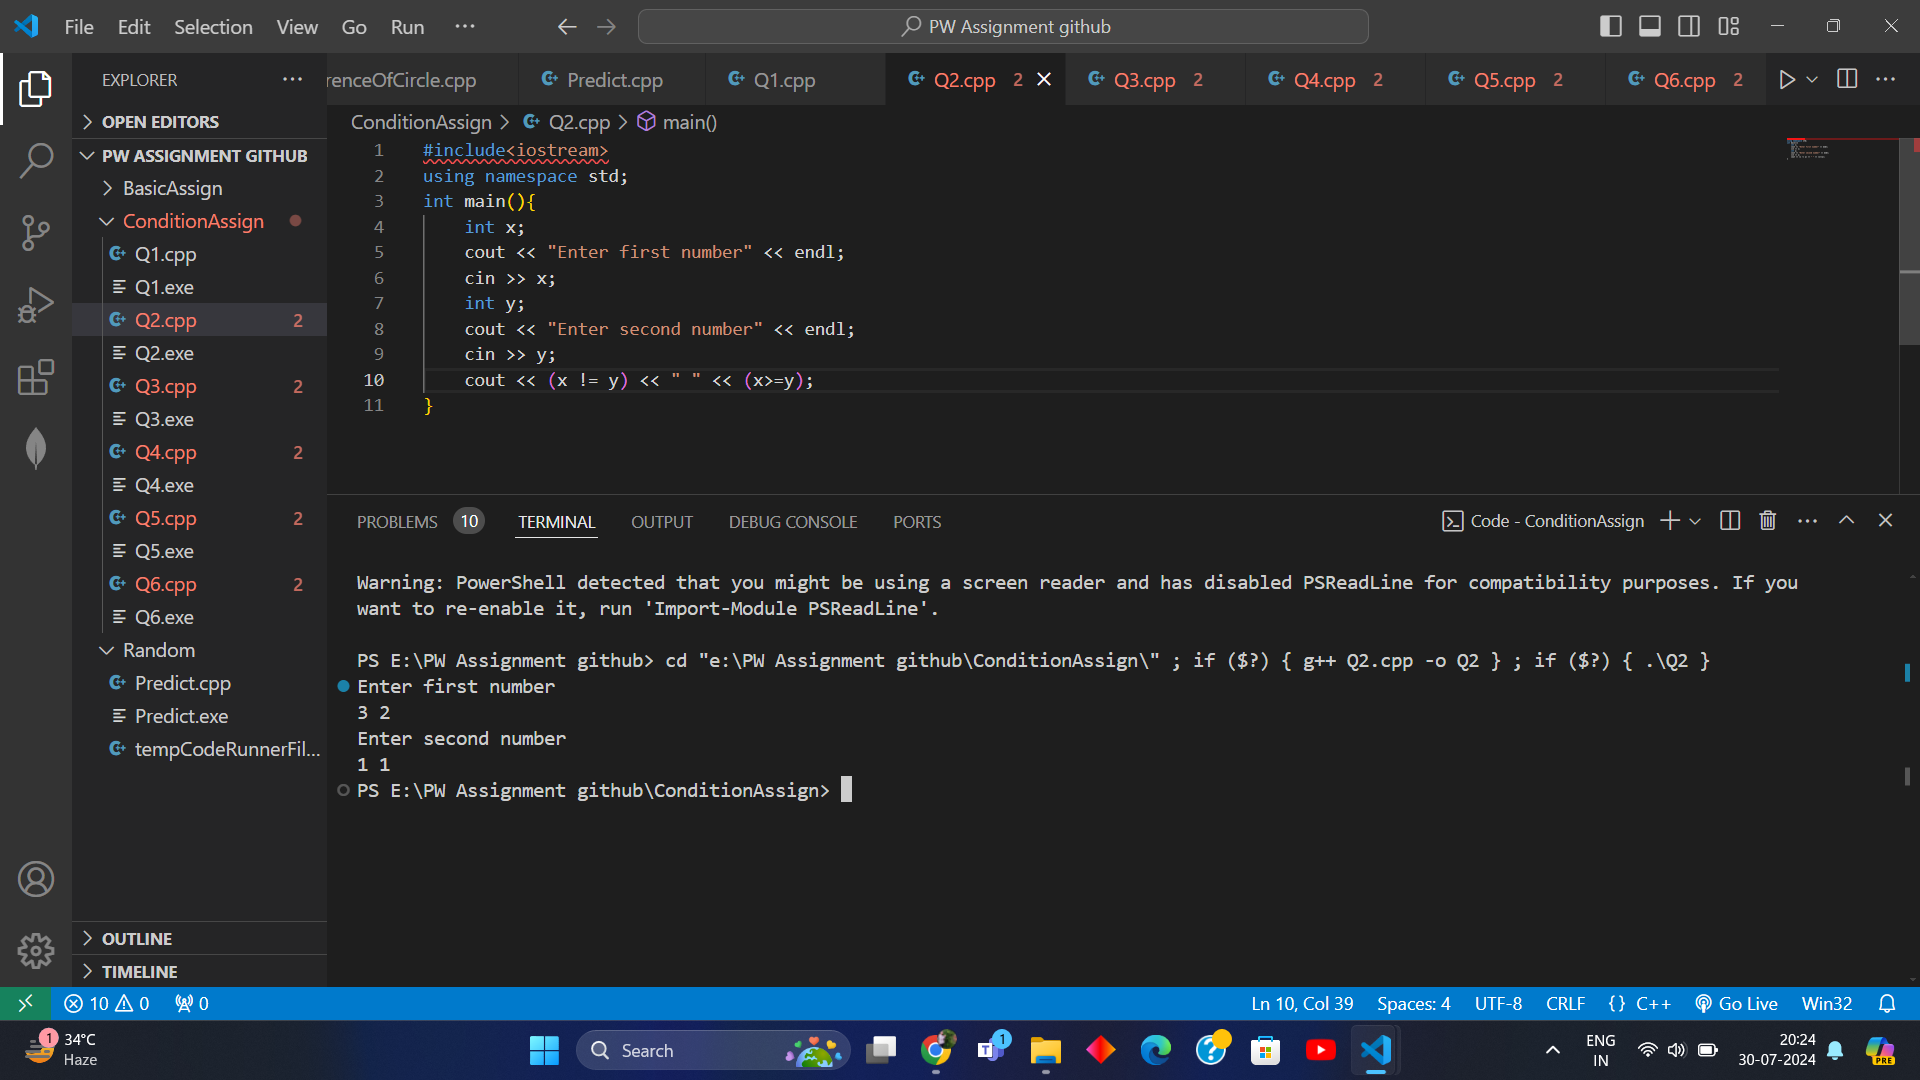 File Edit Selection View Go Run ···
PW Assignment github
EXPLORER ···
renceOfCircle.cpp Predict.cpp Q1.cpp Q2.cpp 2 Q3.cpp 2 Q4.cpp 2 Q5.cpp 2 Q6.cpp 2
OPEN EDITORS
PW ASSIGNMENT GITHUB
BasicAssign
ConditionAssign
Q1.cpp
Q1.exe
Q2.cpp 2
Q2.exe
Q3.cpp 2
Q3.exe
Q4.cpp 2
Q4.exe
Q5.cpp 2
Q5.exe
Q6.cpp 2
Q6.exe
Random
Predict.cpp
Predict.exe
tempCodeRunnerFil...
OUTLINE
TIMELINE
ConditionAssign > Q2.cpp > main()
1 #include<iostream>
2 using namespace std;
3 int main(){
4 int x;
5 cout << "Enter first number" << endl;
6 cin >> x;
7 int y;
8 cout << "Enter second number" << endl;
9 cin >> y;
10 cout << (x != y) << " " << (x>=y);
11 }
PROBLEMS 10 TERMINAL OUTPUT DEBUG CONSOLE PORTS
Code - ConditionAssign
Warning: PowerShell detected that you might be using a screen reader and has disabled PSReadLine for compatibility purposes. If you
want to re-enable it, run 'Import-Module PSReadLine'.
PS E:\PW Assignment github> cd "e:\PW Assignment github\ConditionAssign\" ; if ($?) { g++ Q2.cpp -o Q2 } ; if ($?) { .\Q2 }
Enter first number
3 2
Enter second number
1 1
PS E:\PW Assignment github\ConditionAssign>
10 0 0
Ln 10, Col 39 Spaces: 4 UTF-8 CRLF {} C++ Go Live Win32
1
34°C
Haze
Search
1
ENG
IN
20:24
30-07-2024
PRE